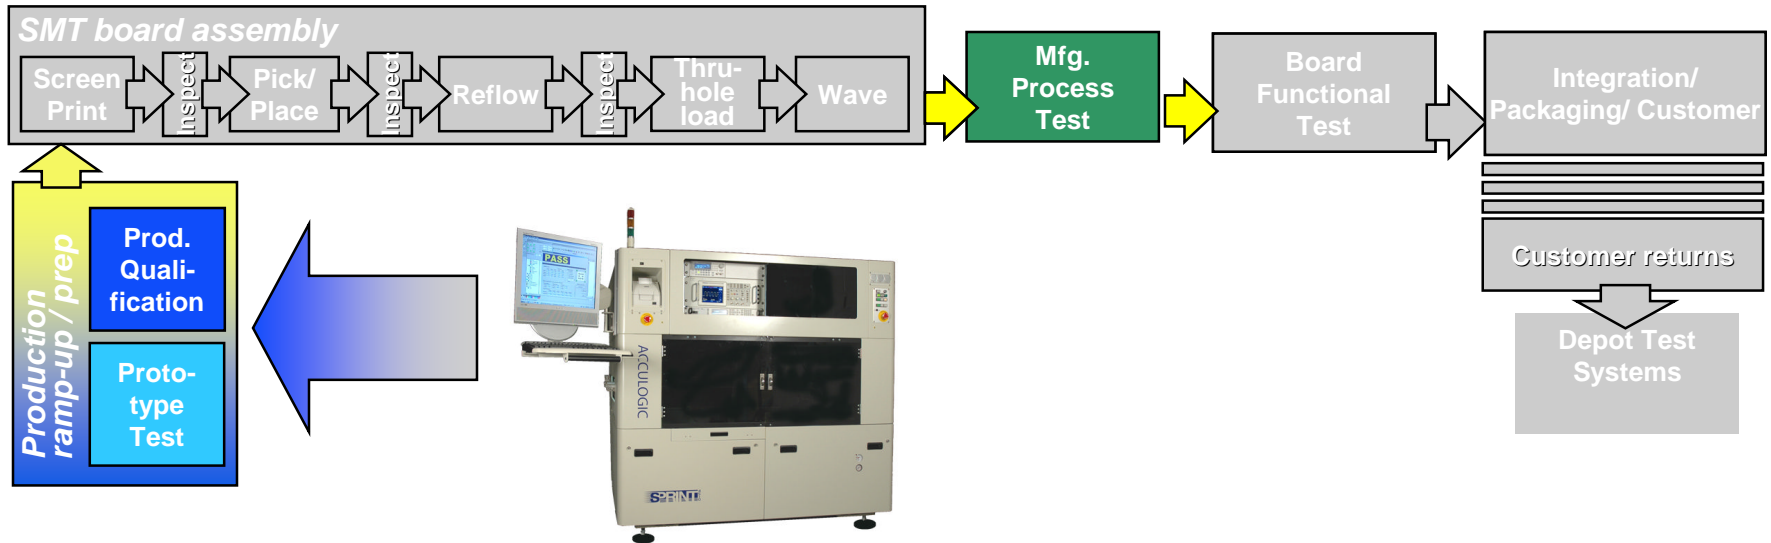 SMT board assembly
Screen
Print
Inspect
Pick/
Place
Inspect
Reflow
Inspect
Thru-
hole
load
Wave
Mfg.
Process
Test
Board
Functional
Test
Integration/
Packaging/ Customer
Customer returns
Depot Test
Systems
Production
ramp-up / prep
Prod.
Quali-
fication
Proto-
type
Test
PASS
ACCULOGIC
SPRINT